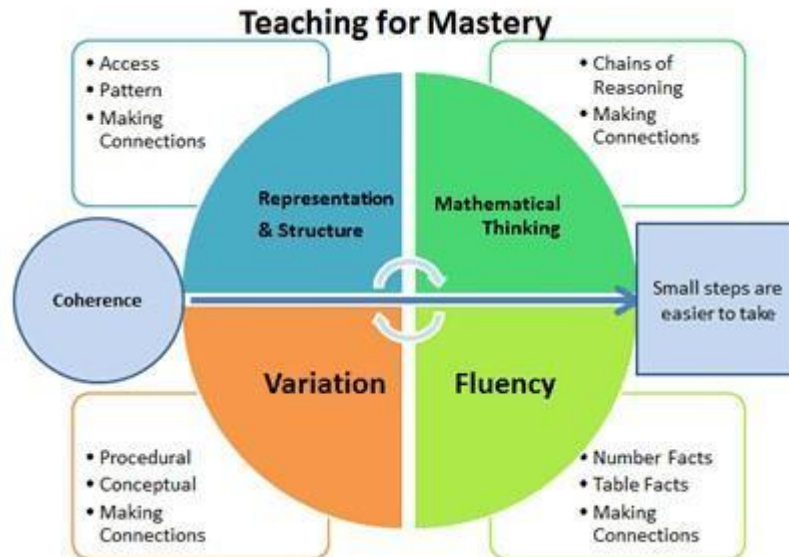 Teaching for Mastery
• Access
• Pattern
• Making
Connections
• Chains of
Reasoning
• Making
Connections
Representation
& Structure
Mathematical
Thinking
Coherence
Small steps are
easier to take
Variation
Fluency
• Procedural
• Conceptual
• Making
Connections
• Number Facts
• Table Facts
• Making
Connections